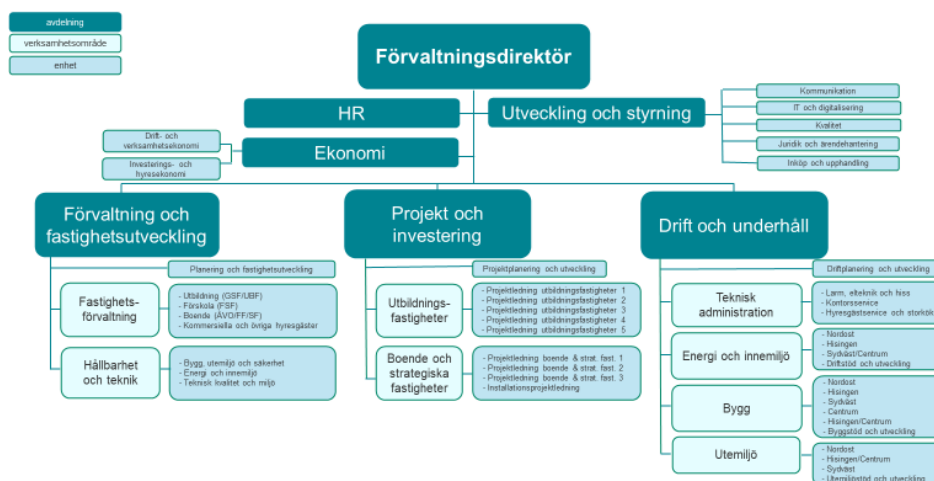 avdelning
verksamhetsområde
enhet
Förvaltningsdirektör
HR
Utveckling och styrning
Ekonomi
Kommunikation
IT och digitalisering
Kvalitet
Juridik och ärendehantering
Inköp och upphandling
Drift- och
verksamhetsekonomi
Investerings- och
hyresekonomi
Förvaltning och
fastighetsutveckling
Planering och fastighetsutveckling
Fastighets-
förvaltning
- Utbildning (GSF/UBF)
- Förskola (FSF)
- Boende (ÄVO/FF/SF)
- Kommersiella och övriga hyresgäster
Hållbarhet
och teknik
- Bygg, utemiljö och säkerhet
- Energi och innemiljö
- Teknisk kvalitet och miljö
Projekt och
investering
Projektplanering och utveckling
Utbildnings-
fastigheter
- Projektledning utbildningsfastigheter 1
- Projektledning utbildningsfastigheter 2
- Projektledning utbildningsfastigheter 3
- Projektledning utbildningsfastigheter 4
- Projektledning utbildningsfastigheter 5
Boende och
strategiska
fastigheter
- Projektledning boende & strat. fast. 1
- Projektledning boende & strat. fast. 2
- Projektledning boende & strat. fast. 3
- Installationsprojektledning
Drift och underhåll
Driftplanering och utveckling
Teknisk
administration
- Larm, elteknik och hiss
- Kontorsservice
- Hyresgästservice och storkök
Energi och innemiljö
- Nordost
- Hisingen
- Sydväst/Centrum
- Driftstöd och utveckling
Bygg
- Nordost
- Hisingen
- Sydväst
- Centrum
- Hisingen/Centrum
- Byggstöd och utveckling
Utemiljö
- Nordost
- Hisingen/Centrum
- Sydväst
- Utemiljöstöd och utveckling